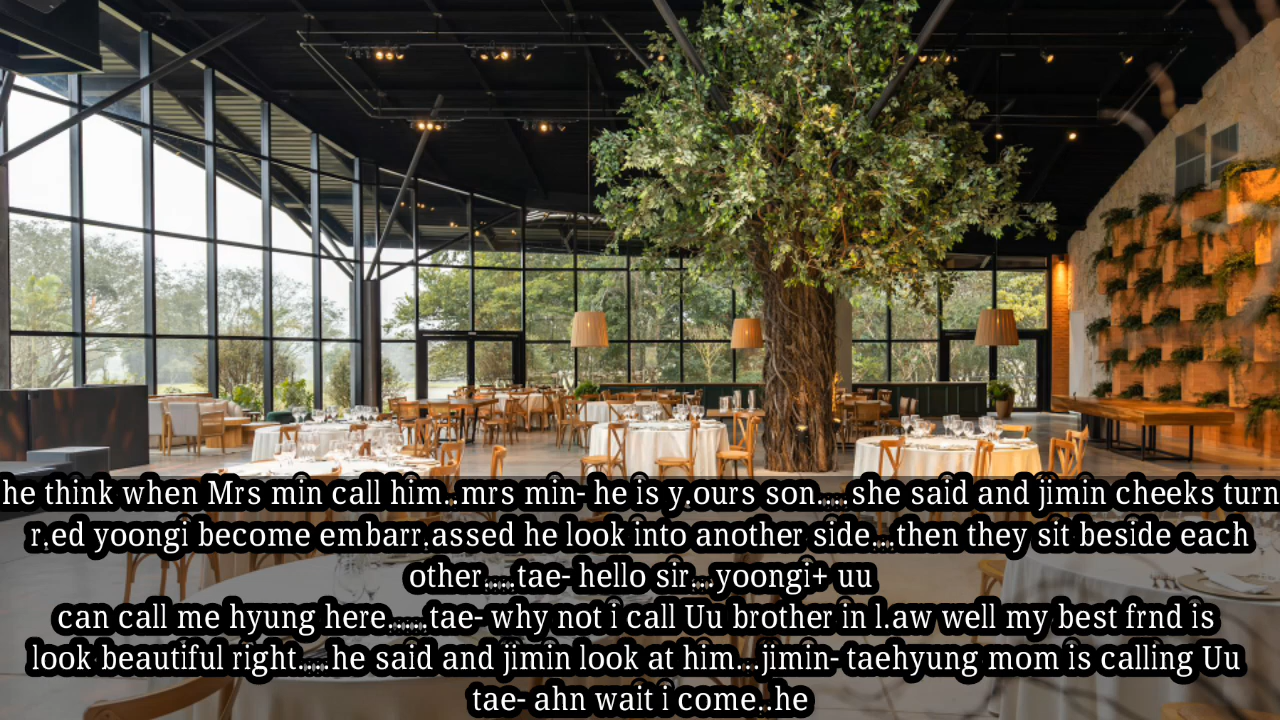 he think when Mrs min call him..mrs min- he is y.ours son....she said and jimin cheeks turn
r.ed yoongi become embarr.assed he look into another side...then they sit beside each
other.....tae- hello sir...yoongi+ uu
can call me hyung here......tae- why not i call Uu brother in l.aw well my best frnd is
look beautiful right....he said and jimin look at him...jimin- taehyung mom is calling Uu
tae- ahn wait i come..he